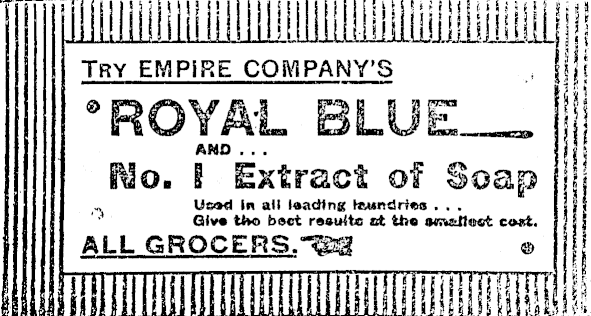 TRY EMPIRE COMPANY'S
ROYAL BLUE
AND ...
No. 1 Extract of Soap
Used in all leading laundries ...
Give the best results at the smallest cost.
ALL GROCERS.